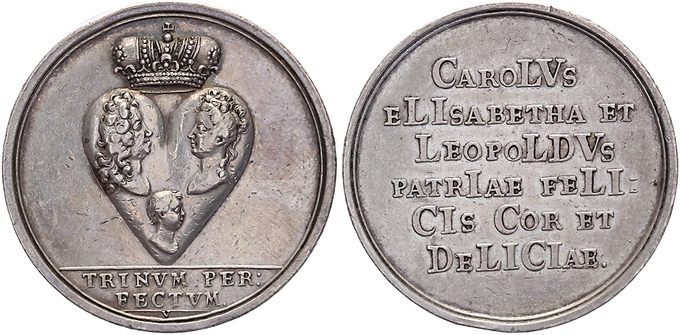 TRINVM PER:
FECTVM.
V
CAROLVS
ELISABETHA ET
LEOPOLDVS
PATRIAE FELI:
CIS COR ET
DELICIAE.